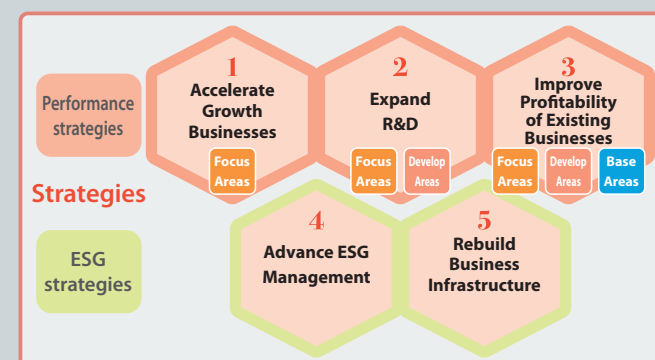 Performance
strategies
1
Accelerate
Growth
Businesses
Focus
Areas
2
Expand
R&D
Focus
Areas
Develop
Areas
3
Improve
Profitability
of Existing
Businesses
Focus
Areas
Develop
Areas
Base
Areas
Strategies
ESG
strategies
4
Advance ESG
Management
5
Rebuild
Business
Infrastructure